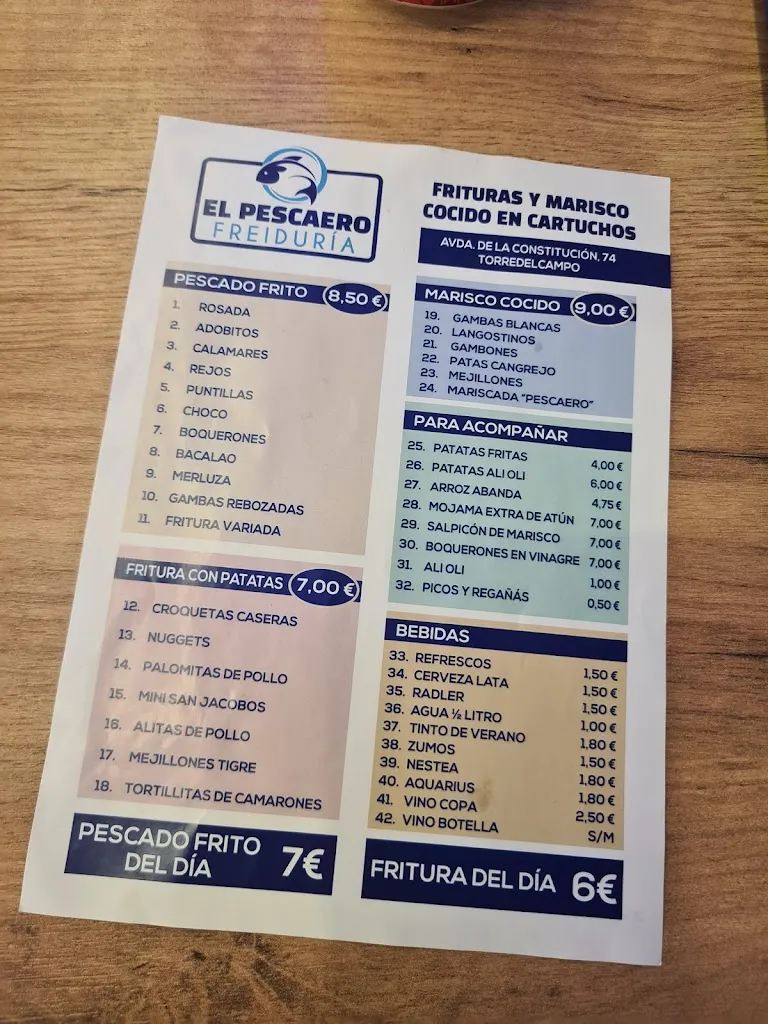 EL PESCAERO
FREIDURÍA
FRITURAS Y MARISCO
COCIDO EN CARTUCHOS
AVDA. DE LA CONSTITUCIÓN, 74
TORREDELCAMPO
PESCADO FRITO 8,50 €
1. ROSADA
2. ADOBITOS
3. CALAMARES
4. REJOS
5. PUNTILLAS
6. CHOCO
7. BOQUERONES
8. BACALAO
9. MERLUZA
10. GAMBAS REBOZADAS
11. FRITURA VARIADA
FRITURA CON PATATAS 7,00 €
12. CROQUETAS CASERAS
13. NUGGETS
14. PALOMITAS DE POLLO
15. MINI SAN JACOBOS
16. ALITAS DE POLLO
17. MEJILLONES TIGRE
18. TORTILLITAS DE CAMARONES
PESCADO FRITO
DEL DÍA 7€
MARISCO COCIDO 9,00 €
19. GAMBAS BLANCAS
20. LANGOSTINOS
21. GAMBONES
22. PATAS CANGREJO
23. MEJILLONES
24. MARISCADA "PESCAERO"
PARA ACOMPAÑAR
25. PATATAS FRITAS 4,00 €
26. PATATAS ALI OLI 6,00 €
27. ARROZ ABANDA 4,75 €
28. MOJAMA EXTRA DE ATÚN 7,00 €
29. SALPICÓN DE MARISCO 7,00 €
30. BOQUERONES EN VINAGRE 7,00 €
31. ALI OLI 1,00 €
32. PICOS Y REGAÑÁS 0,50 €
BEBIDAS
33. REFRESCOS 1,50 €
34. CERVEZA LATA 1,50 €
35. RADLER 1,50 €
36. AGUA ½ LITRO 1,00 €
37. TINTO DE VERANO 1,80 €
38. ZUMOS 1,50 €
39. NESTEA 1,80 €
40. AQUARIUS 1,80 €
41. VINO COPA 2,50 €
42. VINO BOTELLA S/M
FRITURA DEL DÍA 6€